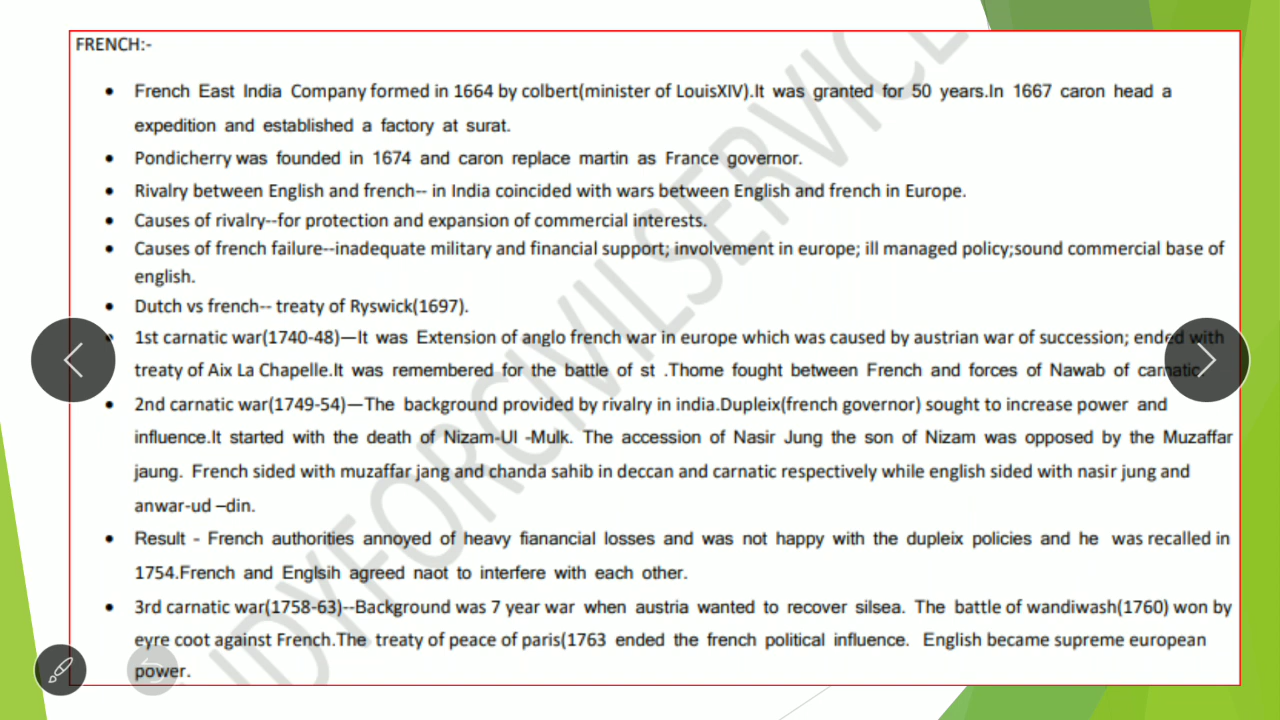 FRENCH:-
• French East India Company formed in 1664 by colbert(minister of LouisXIV).It was granted for 50 years.In 1667 caron head a
expedition and established a factory at surat.
• Pondicherry was founded in 1674 and caron replace martin as France governor.
• Rivalry between English and french-- in India coincided with wars between English and french in Europe.
• Causes of rivalry--for protection and expansion of commercial interests.
• Causes of french failure--inadequate military and financial support; involvement in europe; ill managed policy;sound commercial base of
english.
• Dutch vs french-- treaty of Ryswick(1697).
• 1st carnatic war(1740-48)—It was Extension of anglo french war in europe which was caused by austrian war of succession; ended with
treaty of Aix La Chapelle.It was remembered for the battle of st .Thome fought between French and forces of Nawab of carnatic
• 2nd carnatic war(1749-54)—The background provided by rivalry in india.Dupleix(french governor) sought to increase power and
influence.It started with the death of Nizam-Ul -Mulk. The accession of Nasir Jung the son of Nizam was opposed by the Muzaffar
jaung. French sided with muzaffar jang and chanda sahib in deccan and carnatic respectively while english sided with nasir jung and
anwar-ud –din.
• Result - French authorities annoyed of heavy fianancial losses and was not happy with the dupleix policies and he was recalled in
1754.French and Englsih agreed naot to interfere with each other.
• 3rd carnatic war(1758-63)--Background was 7 year war when austria wanted to recover silsea. The battle of wandiwash(1760) won by
eyre coot against French.The treaty of peace of paris(1763 ended the french political influence. English became supreme european
power.
IDYFORCIVILSERVICE